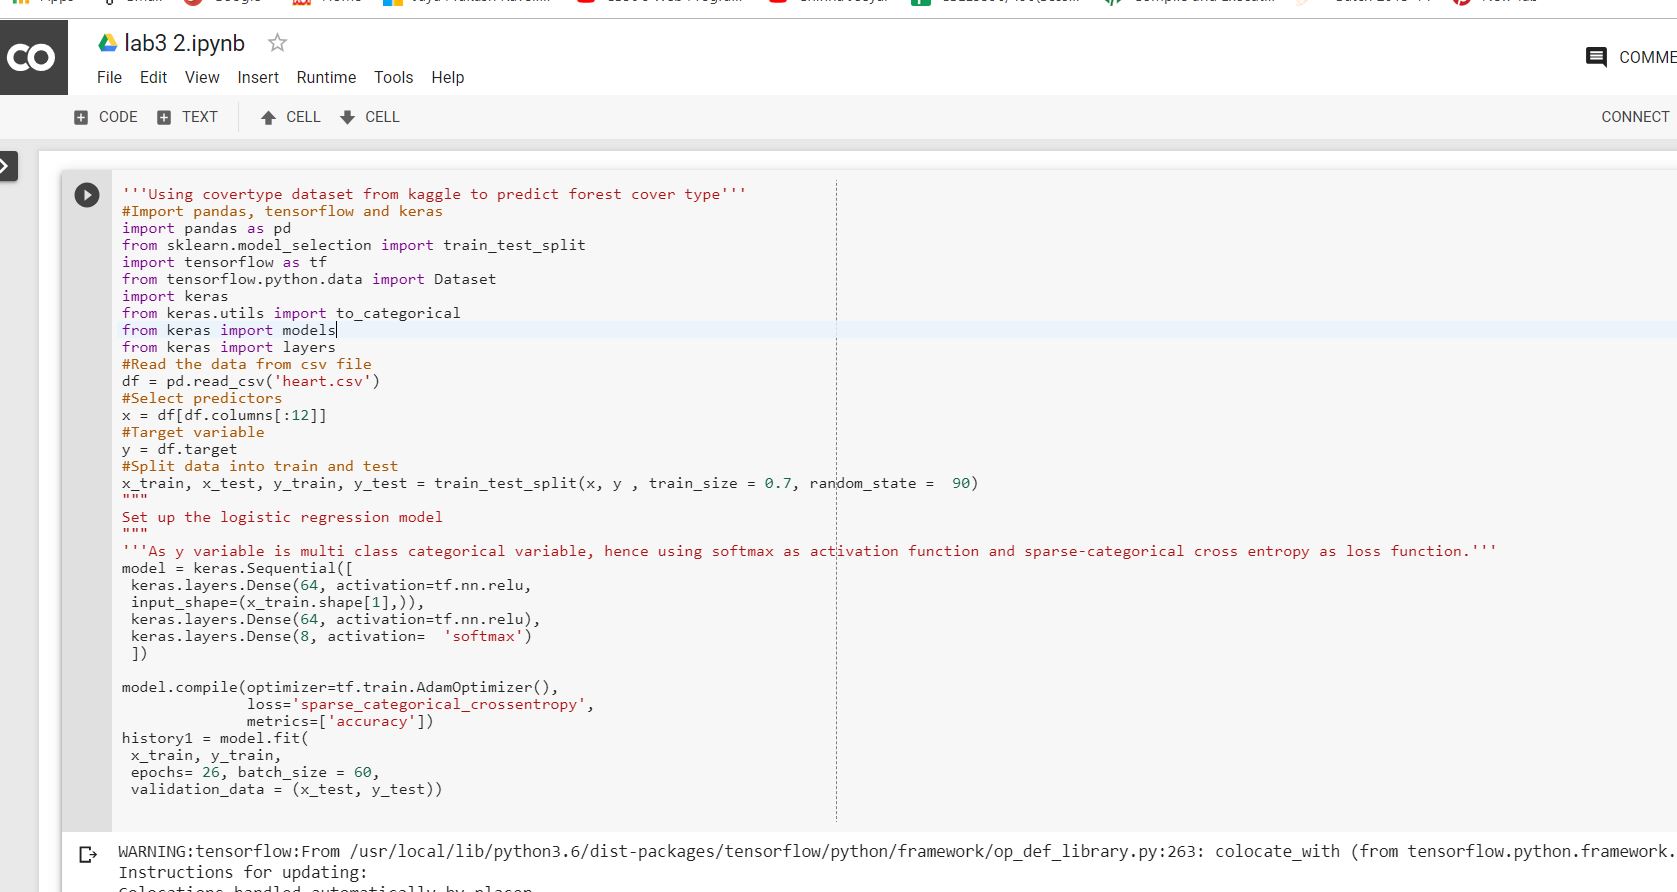 lab3 2.ipynb
COMME
File Edit View Insert Runtime Tools Help
CODE TEXT CELL CELL CONNECT
'''Using covertype dataset from kaggle to predict forest cover type'''
#Import pandas, tensorflow and keras
import pandas as pd
from sklearn.model_selection import train_test_split
import tensorflow as tf
from tensorflow.python.data import Dataset
import keras
from keras.utils import to_categorical
from keras import models
from keras import layers
#Read the data from csv file
df = pd.read_csv('heart.csv')
#Select predictors
x = df[df.columns[:12]]
#Target variable
y = df.target
#Split data into train and test
x_train, x_test, y_train, y_test = train_test_split(x, y , train_size = 0.7, random_state =  90)
"""
Set up the logistic regression model
"""
'''As y variable is multi class categorical variable, hence using softmax as activation function and sparse-categorical cross entropy as loss function.'''
model = keras.Sequential([
 keras.layers.Dense(64, activation=tf.nn.relu,
 input_shape=(x_train.shape[1],)),
 keras.layers.Dense(64, activation=tf.nn.relu),
 keras.layers.Dense(8, activation=  'softmax')
 ])
model.compile(optimizer=tf.train.AdamOptimizer(),
              loss='sparse_categorical_crossentropy',
              metrics=['accuracy'])
history1 = model.fit(
 x_train, y_train,
 epochs= 26, batch_size = 60,
 validation_data = (x_test, y_test))
WARNING:tensorflow:From /usr/local/lib/python3.6/dist-packages/tensorflow/python/framework/op_def_library.py:263: colocate_with (from tensorflow.python.framework.
Instructions for updating:
Colocations handled automatically by placer.